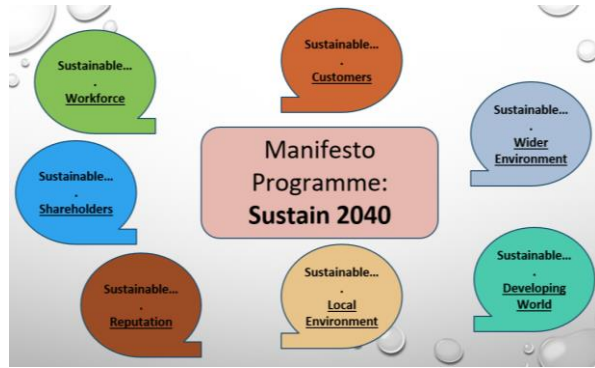 Sustainable...
.
Workforce
Sustainable...
.
Customers
Sustainable...
.
Wider
Environment
Manifesto
Programme:
Sustain 2040
Sustainable...
.
Shareholders
Sustainable...
.
Reputation
Sustainable...
.
Local
Environment
Sustainable...
.
Developing
World